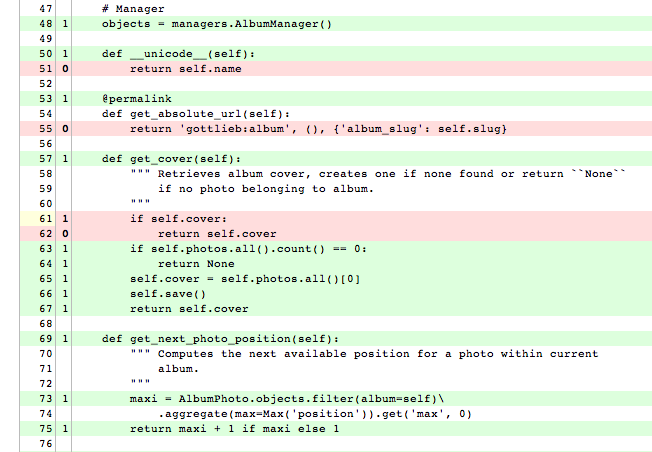 47 # Manager
48 1 objects = managers.AlbumManager()
49
50 1 def __unicode__(self):
51 0 return self.name
52
53 1 @permalink
54 def get_absolute_url(self):
55 0 return 'gottlieb:album', (), {'album_slug': self.slug}
56
57 1 def get_cover(self):
58 """ Retrieves album cover, creates one if none found or return ``None``
59 if no photo belonging to album.
60 """
61 1 if self.cover:
62 0 return self.cover
63 1 if self.photos.all().count() == 0:
64 1 return None
65 1 self.cover = self.photos.all()[0]
66 1 self.save()
67 1 return self.cover
68
69 1 def get_next_photo_position(self):
70 """ Computes the next available position for a photo within current
71 album.
72 """
73 1 maxi = AlbumPhoto.objects.filter(album=self)\
74 .aggregate(max=Max('position')).get('max', 0)
75 1 return maxi + 1 if maxi else 1
76